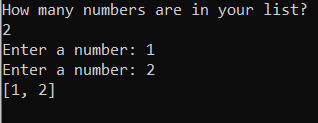 How many numbers are in your list?
2
Enter a number: 1
Enter a number: 2
[1, 2]